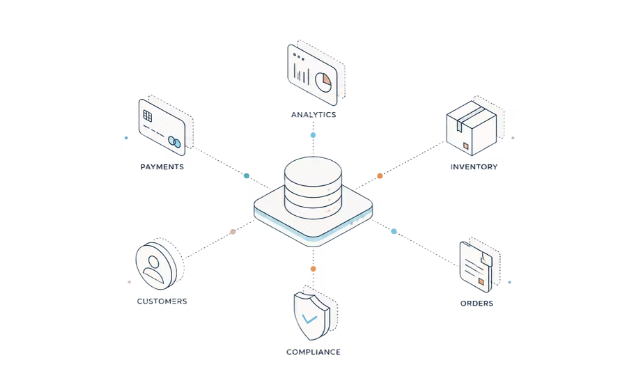 ANALYTICS
PAYMENTS
INVENTORY
CUSTOMERS
ORDERS
COMPLIANCE